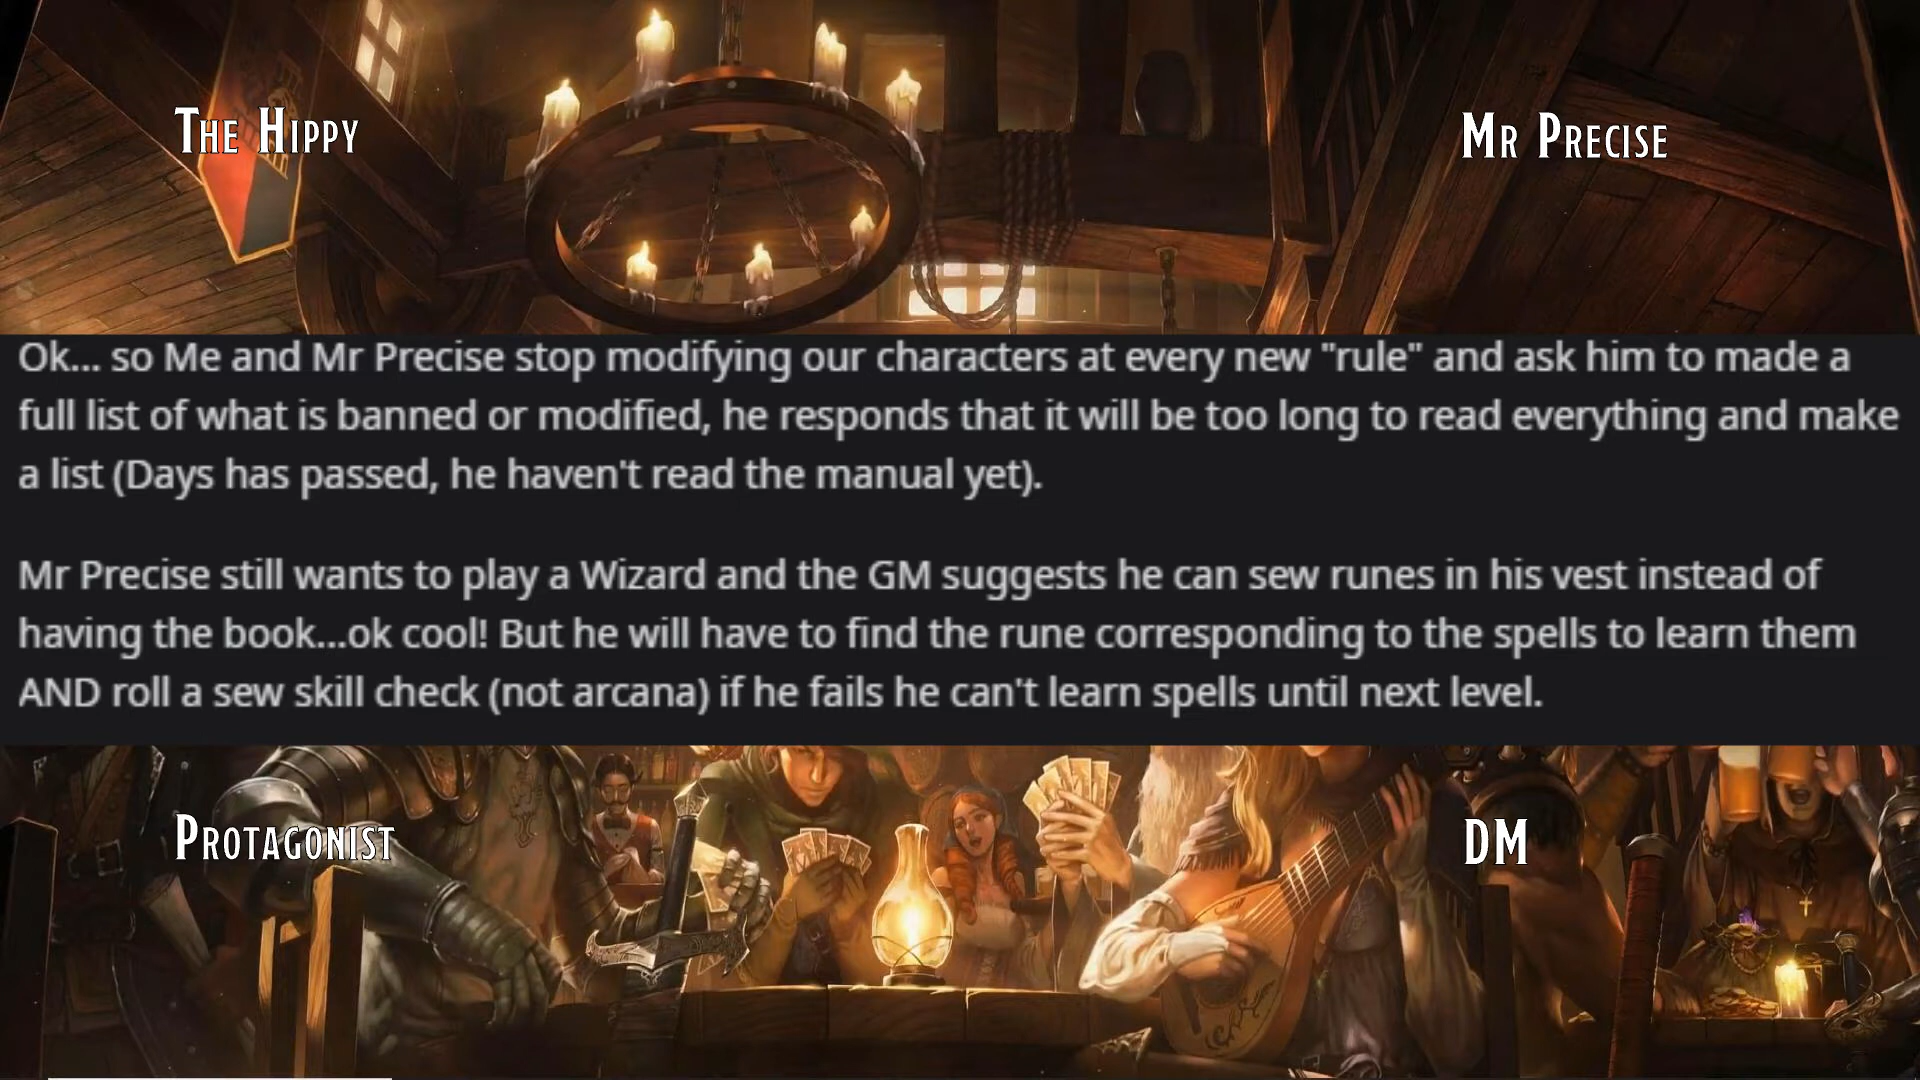 The Hippy
Mr Precise
Ok... so Me and Mr Precise stop modifying our characters at every new "rule" and ask him to made a
full list of what is banned or modified, he responds that it will be too long to read everything and make
a list (Days has passed, he haven't read the manual yet).
Mr Precise still wants to play a Wizard and the GM suggests he can sew runes in his vest instead of
having the book...ok cool! But he will have to find the rune corresponding to the spells to learn them
AND roll a sew skill check (not arcana) if he fails he can't learn spells until next level.
Protagonist
DM